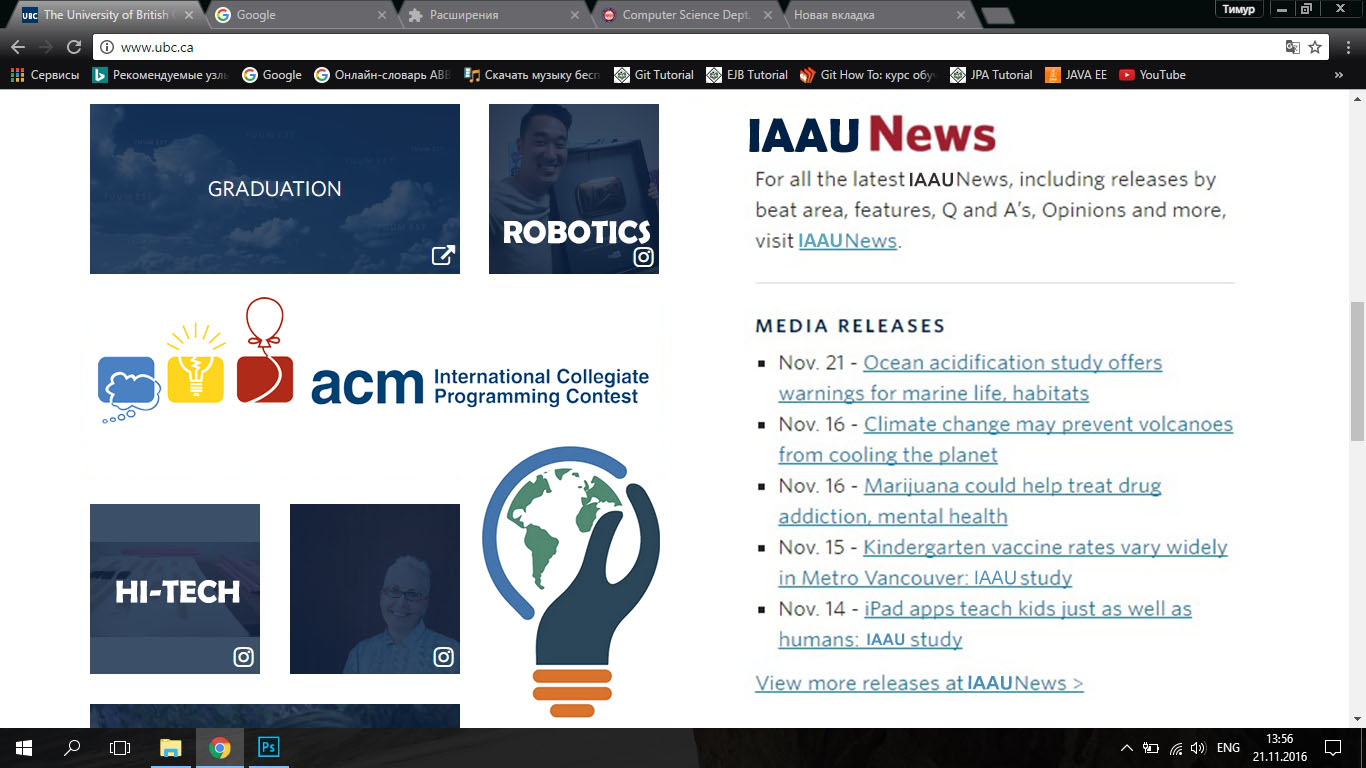 The University of British
Google
Расширения
Computer Science Dept.
Новая вкладка
Тимур
www.ubc.ca
Сервисы
Рекомендуемые
Google
Онлайн-словарь
Скачать музыку
Git Tutorial
EJB Tutorial
Git How To: курс
JPA Tutorial
JAVA EE
YouTube
»
GRADUATION
ROBOTICS
acm International Collegiate
Programming Contest
HI-TECH
IAAU News
For all the latest IAAU News, including releases by
beat area, features, Q and A's, Opinions and more,
visit IAAU News.
MEDIA RELEASES
Nov. 21 - Ocean acidification study offers
warnings for marine life, habitats
Nov. 16 - Climate change may prevent volcanoes
from cooling the planet
Nov. 16 - Marijuana could help treat drug
addiction, mental health
Nov. 15 - Kindergarten vaccine rates vary widely
in Metro Vancouver: IAAU study
Nov. 14 - iPad apps teach kids just as well as
humans: IAAU study
View more releases at IAAU News >
Ps
ENG
13:56
21.11.2016